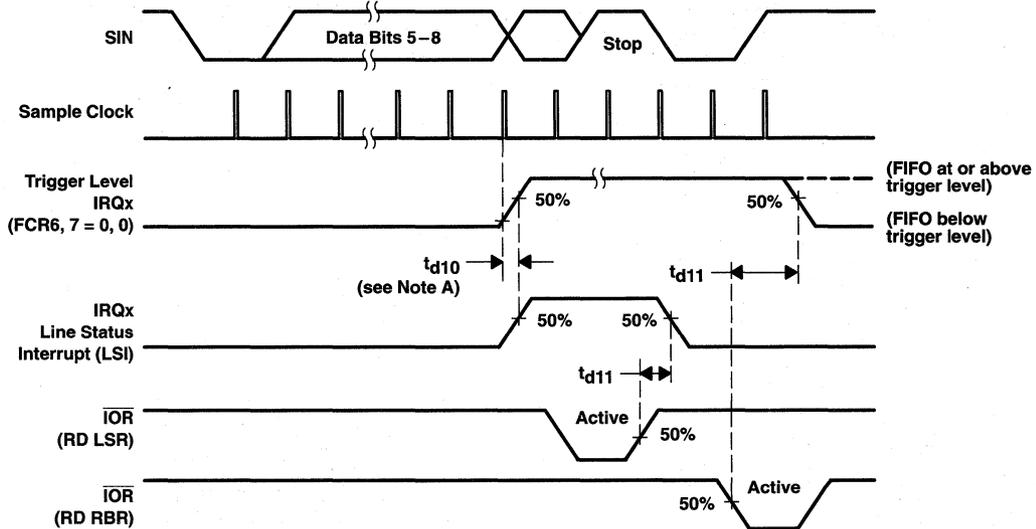 SIN
Data Bits 5–8
Stop
Sample Clock
Trigger Level
IRQx
(FCR6, 7 = 0, 0)
50%
50%
(FIFO at or above
trigger level)
(FIFO below
trigger level)
td10
(see Note A)
td11
IRQx
Line Status
Interrupt (LSI)
50%
50%
td11
IOR
(RD LSR)
Active
50%
IOR
(RD RBR)
50%
Active